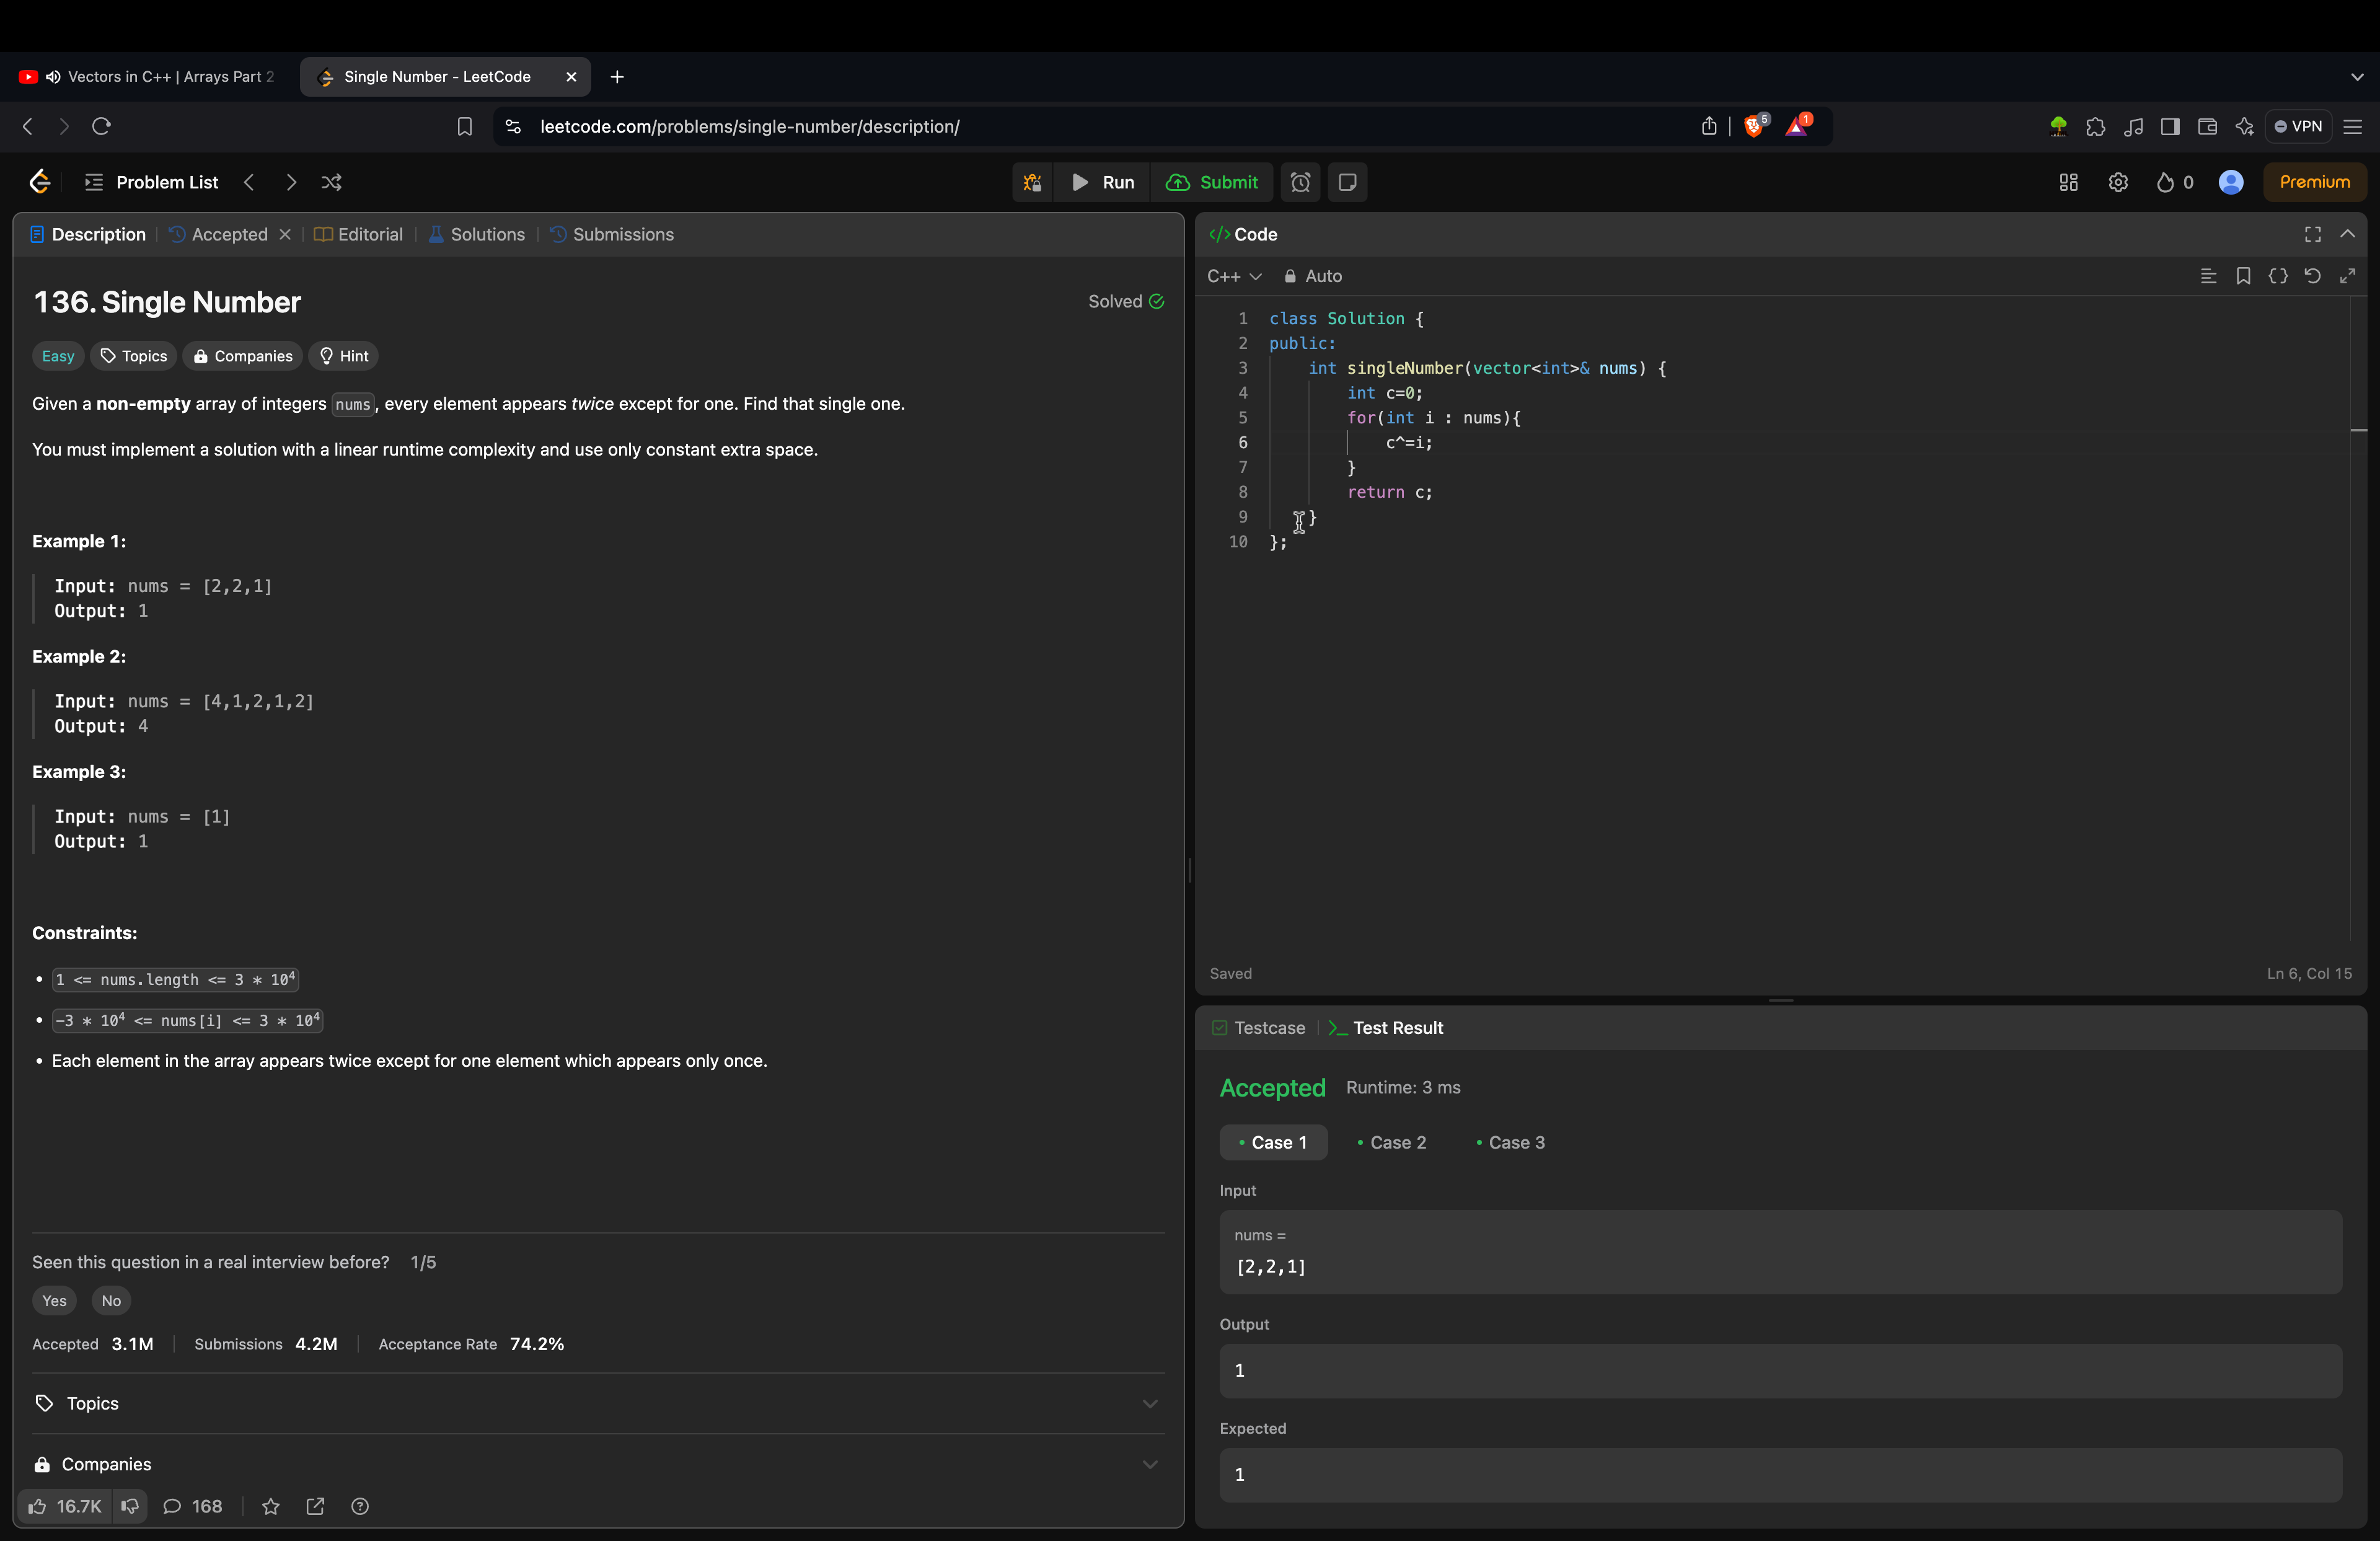 Vectors in C++ | Arrays Part 2
Single Number - LeetCode
leetcode.com/problems/single-number/description/
5
1
VPN
Problem List
Run
Submit
0
Premium
Description
Accepted
Editorial
Solutions
Submissions
136. Single Number
Solved
Easy
Topics
Companies
Hint
Given a non-empty array of integers nums, every element appears twice except for one. Find that single one.
You must implement a solution with a linear runtime complexity and use only constant extra space.
Example 1:
Input: nums = [2,2,1]
Output: 1
Example 2:
Input: nums = [4,1,2,1,2]
Output: 4
Example 3:
Input: nums = [1]
Output: 1
Constraints:
• 1 <= nums.length <= 3 * 10⁴
• -3 * 10⁴ <= nums[i] <= 3 * 10⁴
• Each element in the array appears twice except for one element which appears only once.
Seen this question in a real interview before? 1/5
Yes No
Accepted 3.1M Submissions 4.2M Acceptance Rate 74.2%
Topics
Companies
16.7K 168
</> Code
C++ Auto
1 class Solution {
2 public:
3     int singleNumber(vector<int>& nums) {
4         int c=0;
5         for(int i : nums){
6             c^=i;
7         }
8         return c;
9     }
10 };
Saved
Ln 6, Col 15
Testcase
Test Result
Accepted Runtime: 3 ms
• Case 1 • Case 2 • Case 3
Input
nums =
[2,2,1]
Output
1
Expected
1